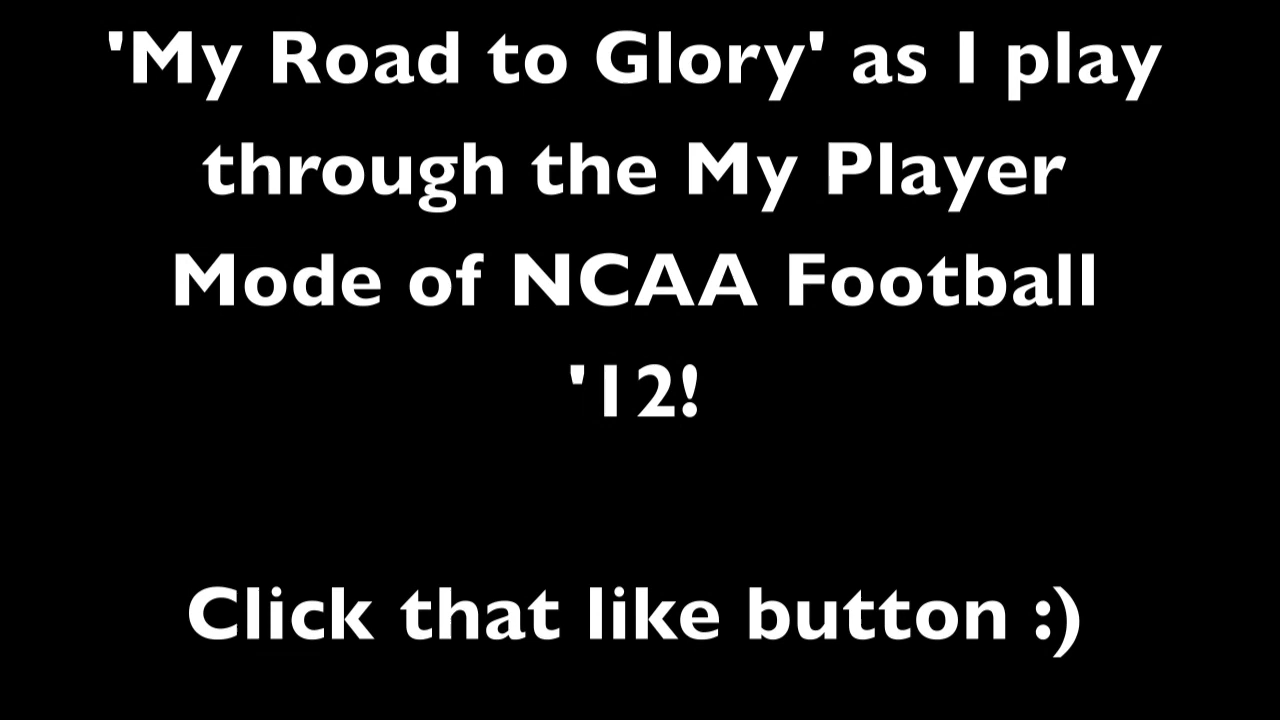 'My Road to Glory' as I play
through the My Player
Mode of NCAA Football
'12!
Click that like button :)